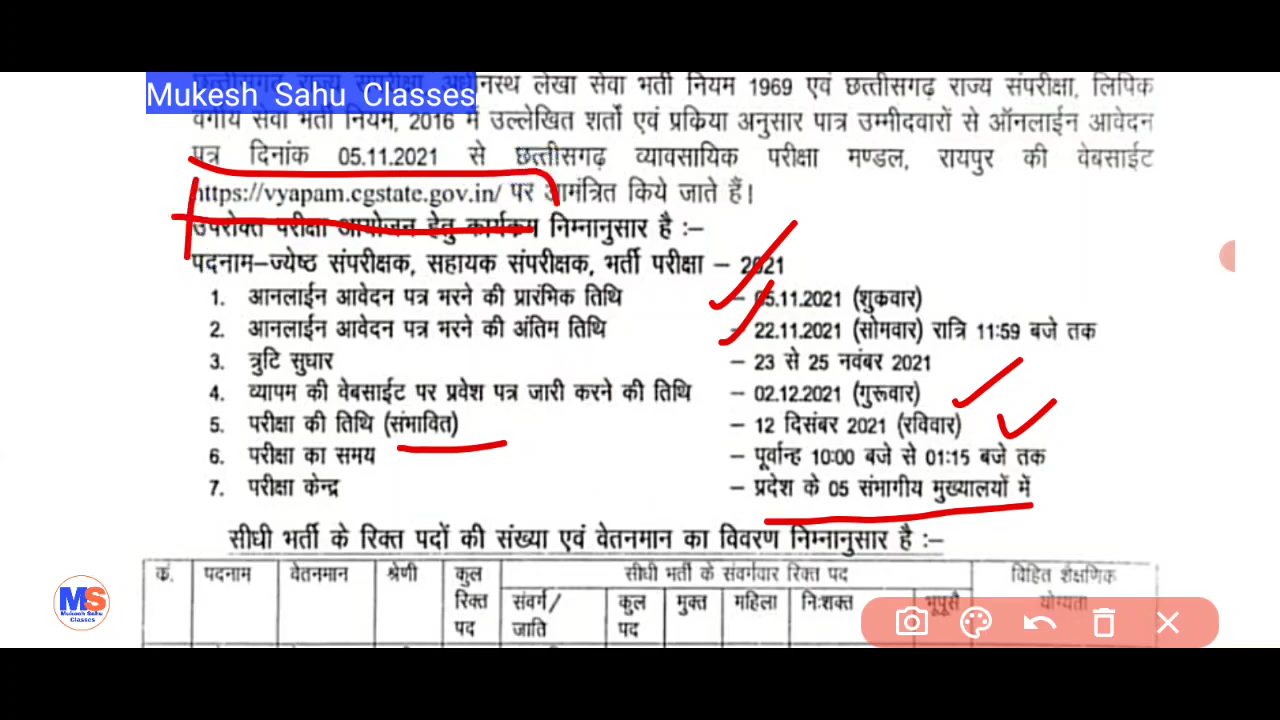 Mukesh Sahu Classes
छत्तीसगढ़ राज्य संपरीक्षा, अधीनस्थ लेखा सेवा भर्ती नियम 1969 एवं छत्तीसगढ़ राज्य संपरीक्षा, लिपिक
वर्गीय सेवा भर्ती नियम, 2016 में उल्लेखित शर्तों एवं प्रक्रिया अनुसार पात्र उम्मीदवारों से ऑनलाईन आवेदन
पत्र दिनांक 05.11.2021 से छत्तीसगढ़ व्यावसायिक परीक्षा मण्डल, रायपुर की वेबसाईट
https://vyapam.cgstate.gov.in/ पर आमंत्रित किये जाते हैं।
उपरोक्त परीक्षा आयोजन हेतु कार्यक्रम निम्नानुसार है :–
पदनाम–ज्येष्ठ संपरीक्षक, सहायक संपरीक्षक, भर्ती परीक्षा – 2021
1. आनलाईन आवेदन पत्र भरने की प्रारंभिक तिथि – 05.11.2021 (शुक्रवार)
2. आनलाईन आवेदन पत्र भरने की अंतिम तिथि – 22.11.2021 (सोमवार) रात्रि 11:59 बजे तक
3. त्रुटि सुधार – 23 से 25 नवंबर 2021
4. व्यापम की वेबसाईट पर प्रवेश पत्र जारी करने की तिथि – 02.12.2021 (गुरूवार)
5. परीक्षा की तिथि (संभावित) – 12 दिसंबर 2021 (रविवार)
6. परीक्षा का समय – पूर्वान्ह 10:00 बजे से 01:15 बजे तक
7. परीक्षा केन्द्र – प्रदेश के 05 संभागीय मुख्यालयों में
सीधी भर्ती के रिक्त पदों की संख्या एवं वेतनमान का विवरण निम्नानुसार है :–
क्रं. पदनाम वेतनमान श्रेणी कुल रिक्त पद सीधी भर्ती के संवर्गवार रिक्त पद विहित शैक्षणिक योग्यता
संवर्ग/ जाति कुल पद मुक्त महिला निःशक्त भूपूसै
MS
Mukesh Sahu
Classes